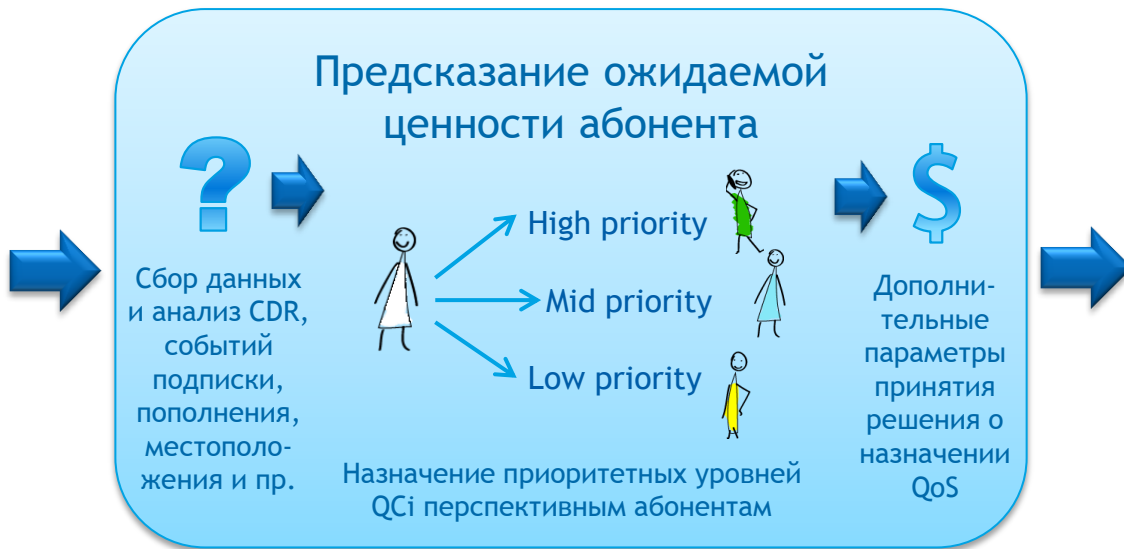 Предсказание ожидаемой
ценности абонента
?
Сбор данных
и анализ CDR,
событий
подписки,
пополнения,
местополо-
жения и пр.
High priority
Mid priority
Low priority
Назначение приоритетных уровней
QCi перспективным абонентам
$
Дополни-
тельные
параметры
принятия
решения о
назначении
QoS